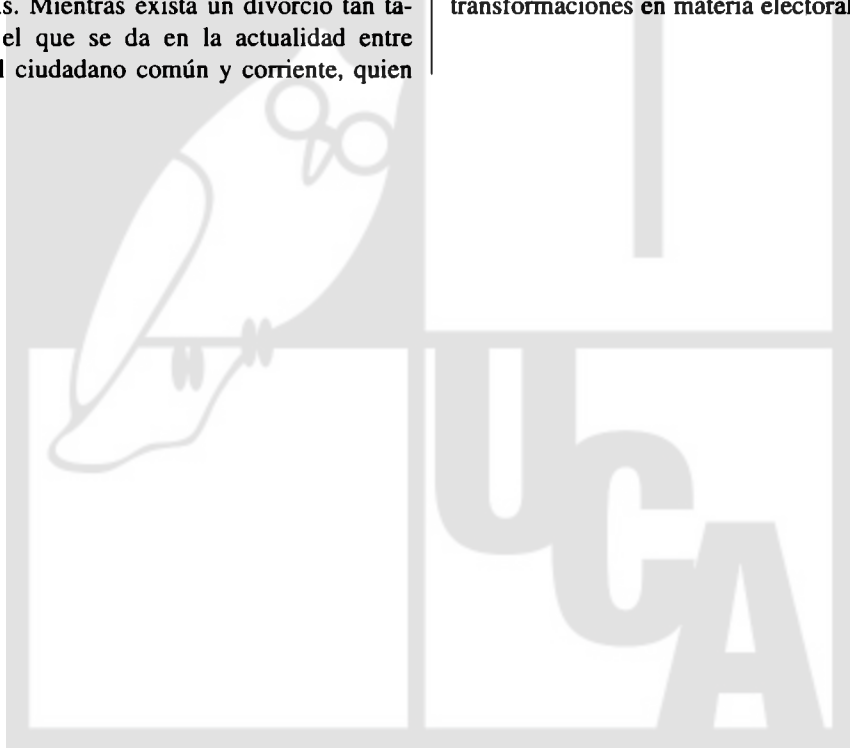 s. Mientras exista un divorcio tan ta-
el que se da en la actualidad entre
l ciudadano común y corriente, quien
transformaciones en materia electoral
UCA